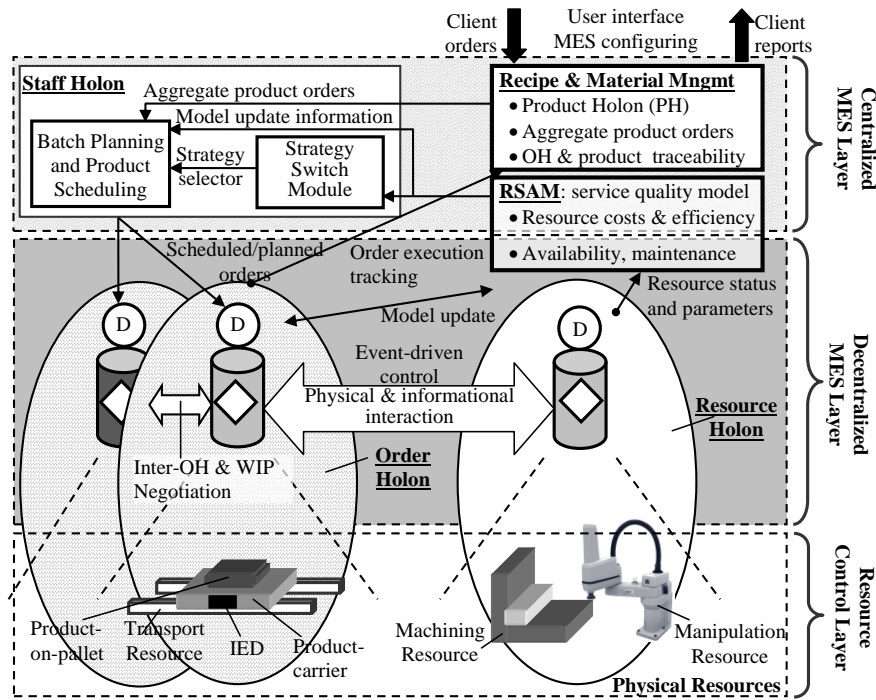 Client
orders
User interface
MES configuring
Client
reports
Staff Holon
Aggregate product orders
Model update information
Batch Planning
and Product
Scheduling
Strategy
selector
Strategy
Switch
Module
Recipe & Material Mngmt
• Product Holon (PH)
• Aggregate product orders
• OH & product traceability
RSAM: service quality model
• Resource costs & efficiency
• Availability, maintenance
Centralized
MES Layer
Scheduled/planned
orders
Order execution
tracking
Model update
Resource status
and parameters
D
D
D
Event-driven
control
Physical & informational
interaction
Inter-OH & WIP
Negotiation
Order
Holon
Resource
Holon
Decentralized
MES Layer
Product-
on-pallet
Transport
Resource
IED
Product-
carrier
Machining
Resource
Manipulation
Resource
Physical Resources
Resource
Control Layer